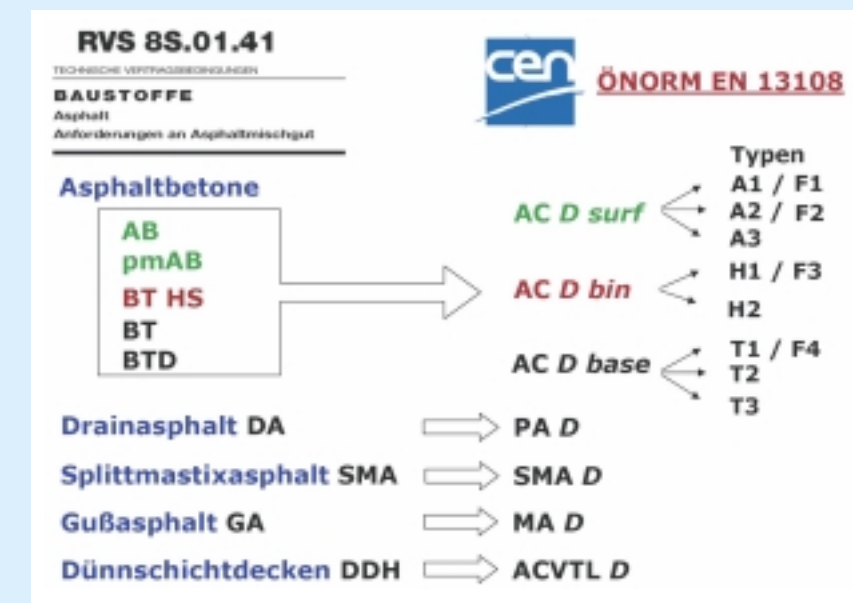 RVS 8S.01.41
TECHNISCHE VERTRAGSBEDINGUNGEN
BAUSTOFFE
Asphalt
Anforderungen an Asphaltmischgut
cen
ÖNORM EN 13108
Asphaltbetone
AB
pmAB
BT HS
BT
BTD
Typen
AC D surf
A1 / F1
A2 / F2
A3
AC D bin
H1 / F3
H2
AC D base
T1 / F4
T2
T3
Drainasphalt DA
PA D
Splittmastixasphalt SMA
SMA D
Gußasphalt GA
MA D
Dünnschichtdecken DDH
ACVTL D